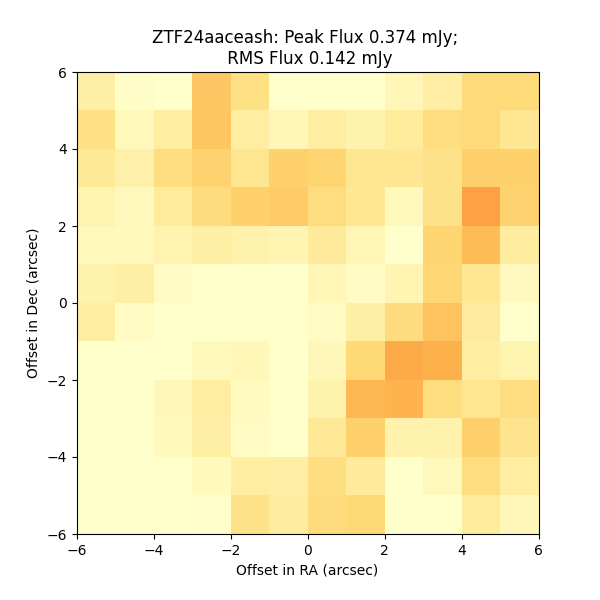 ZTF24aaceash: Peak Flux 0.374 mJy;
RMS Flux 0.142 mJy
6
4
2
0
−2
−4
−6
Offset in Dec (arcsec)
−6 −4 −2 0 2 4 6
Offset in RA (arcsec)